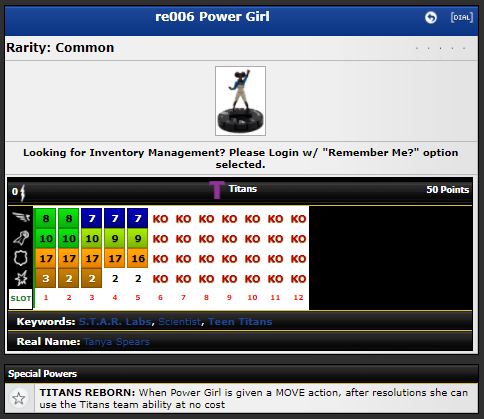 re006 Power Girl
[DIAL]
Rarity: Common
Looking for Inventory Management? Please Login w/ "Remember Me?" option
selected.
0 T Titans 50 Points
8 8 7 7 7 KO KO KO KO KO KO KO
10 10 10 9 9 KO KO KO KO KO KO KO
17 17 17 17 16 KO KO KO KO KO KO KO
3 2 2 2 2 KO KO KO KO KO KO KO
SLOT 1 2 3 4 5 6 7 8 9 10 11 12
Keywords: S.T.A.R. Labs, Scientist, Teen Titans
Real Name: Tanya Spears
Special Powers
TITANS REBORN: When Power Girl is given a MOVE action, after resolutions she can
use the Titans team ability at no cost